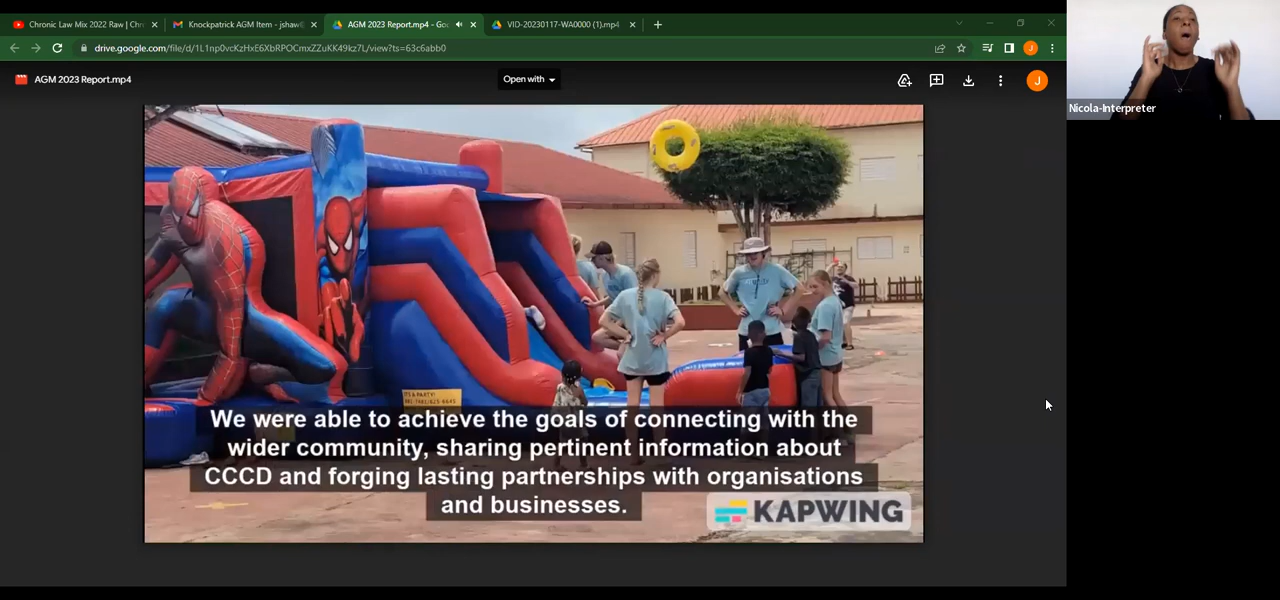 Chronic Law Mix 2022 Raw | Chr
Knockpatrick AGM Item - jshaw
AGM 2023 Report.mp4 - Goo
VID-20230117-WA0000 (1).mp4
drive.google.com/file/d/1L1np0vcKzHxE6XbRPOCmxZZuKK49kz7L/view?ts=63c6abb0
J
AGM 2023 Report.mp4
Open with
J
Nicola-Interpreter
IT'S A PARTY!
We were able to achieve the goals of connecting with the
wider community, sharing pertinent information about
CCCD and forging lasting partnerships with organisations
and businesses.
KAPWING